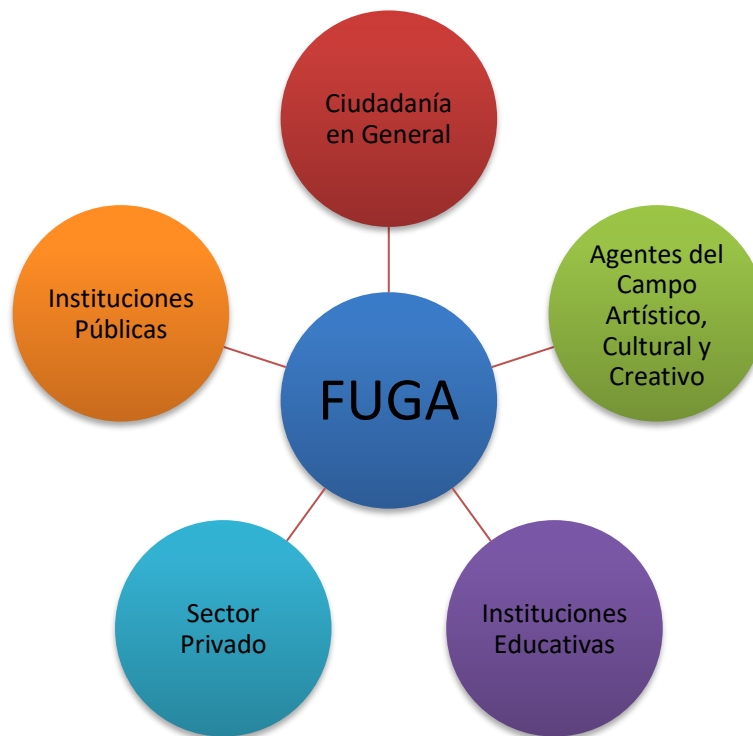 Ciudadanía
en General
Agentes del
Campo
Artístico,
Cultural y
Creativo
Instituciones
Públicas
FUGA
Sector
Privado
Instituciones
Educativas